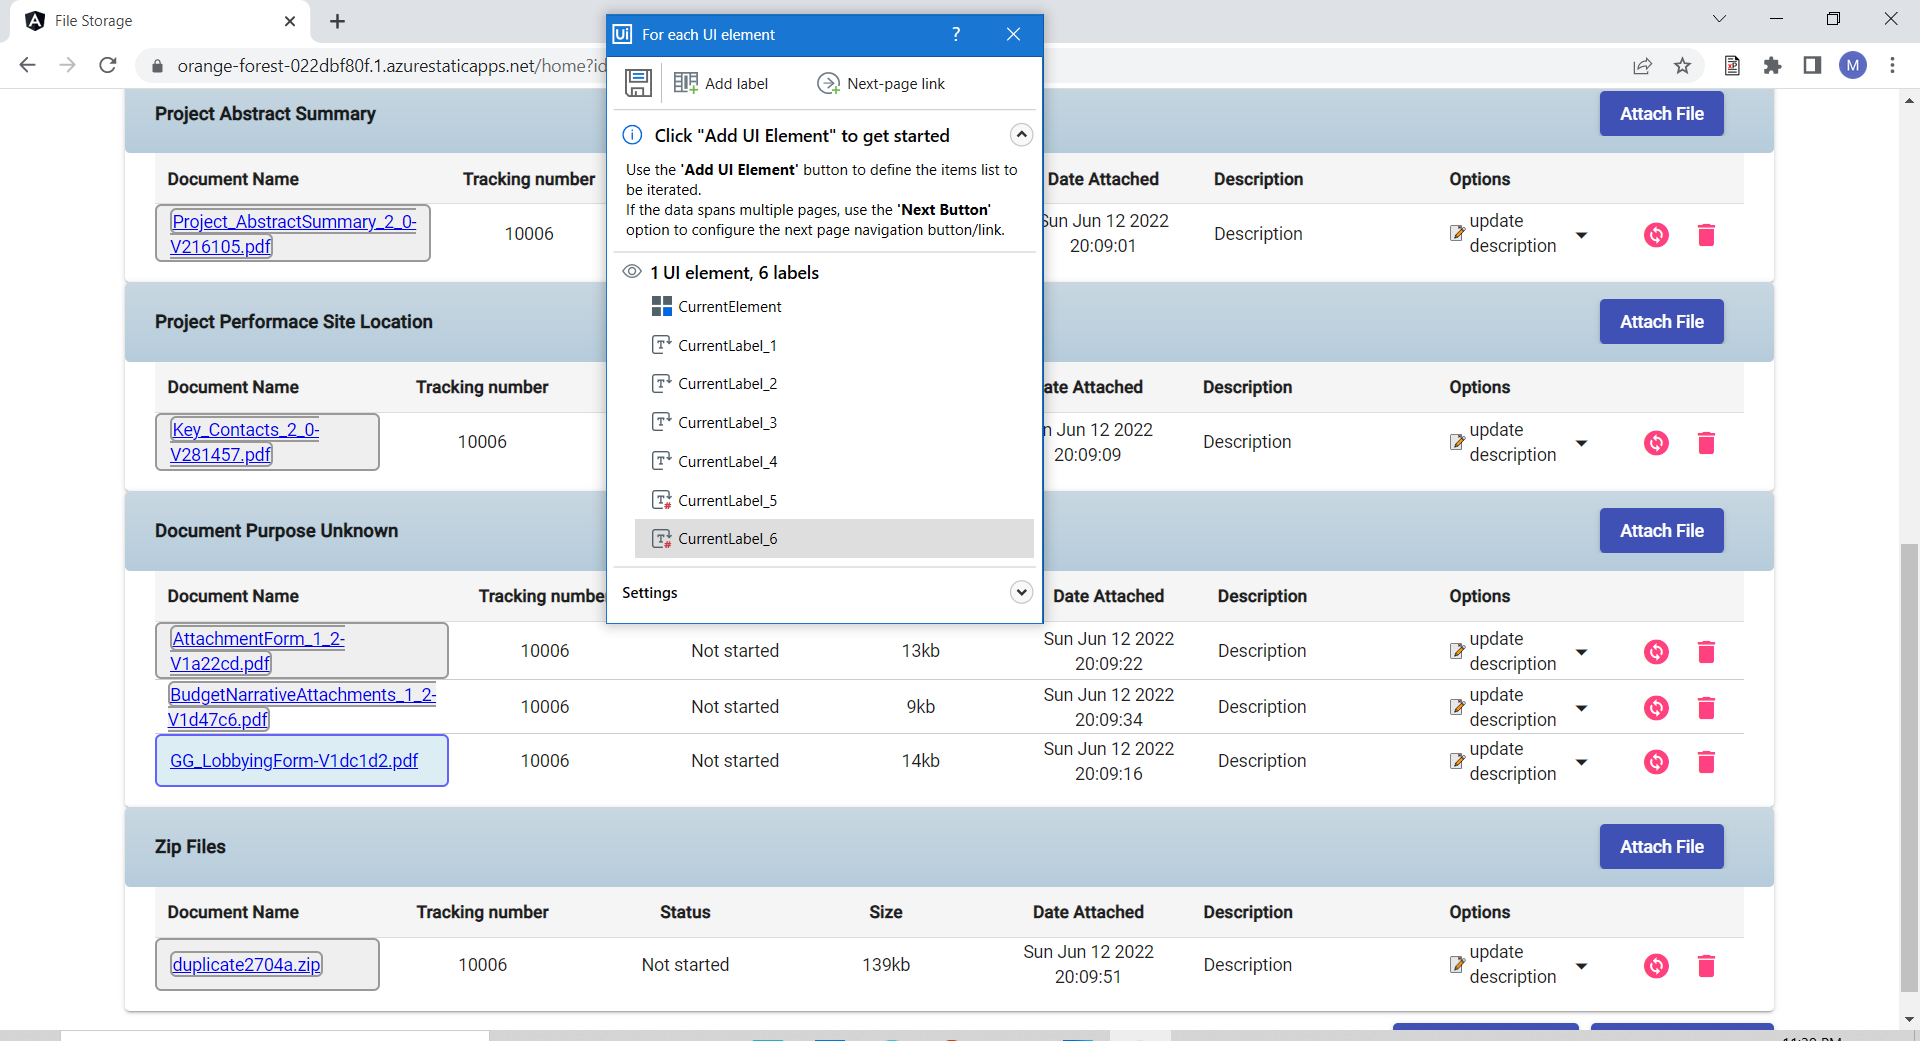 File Storage
Ui For each UI element ?
orange-forest-022dbf80f.1.azurestaticapps.net/home?id
M
Add label Next-page link
Click "Add UI Element" to get started
Use the 'Add UI Element' button to define the items list to
be iterated.
If the data spans multiple pages, use the 'Next Button'
option to configure the next page navigation button/link.
1 UI element, 6 labels
CurrentElement
CurrentLabel_1
CurrentLabel_2
CurrentLabel_3
CurrentLabel_4
CurrentLabel_5
CurrentLabel_6
Settings
Project Abstract Summary Attach File
Document Name Tracking number Date Attached Description Options
Project_AbstractSummary_2_0-
V216105.pdf
10006
Sun Jun 12 2022
20:09:01
Description
update
description
Project Performace Site Location Attach File
Document Name Tracking number ate Attached Description Options
Key_Contacts_2_0-
V281457.pdf
10006
n Jun 12 2022
20:09:09
Description
update
description
Document Purpose Unknown Attach File
Document Name Tracking numbe Date Attached Description Options
AttachmentForm_1_2-
V1a22cd.pdf
10006 Not started 13kb
Sun Jun 12 2022
20:09:22
Description
update
description
BudgetNarrativeAttachments_1_2-
V1d47c6.pdf
10006 Not started 9kb
Sun Jun 12 2022
20:09:34
Description
update
description
GG_LobbyingForm-V1dc1d2.pdf
10006 Not started 14kb
Sun Jun 12 2022
20:09:16
Description
update
description
Zip Files Attach File
Document Name Tracking number Status Size Date Attached Description Options
duplicate2704a.zip
10006 Not started 139kb
Sun Jun 12 2022
20:09:51
Description
update
description